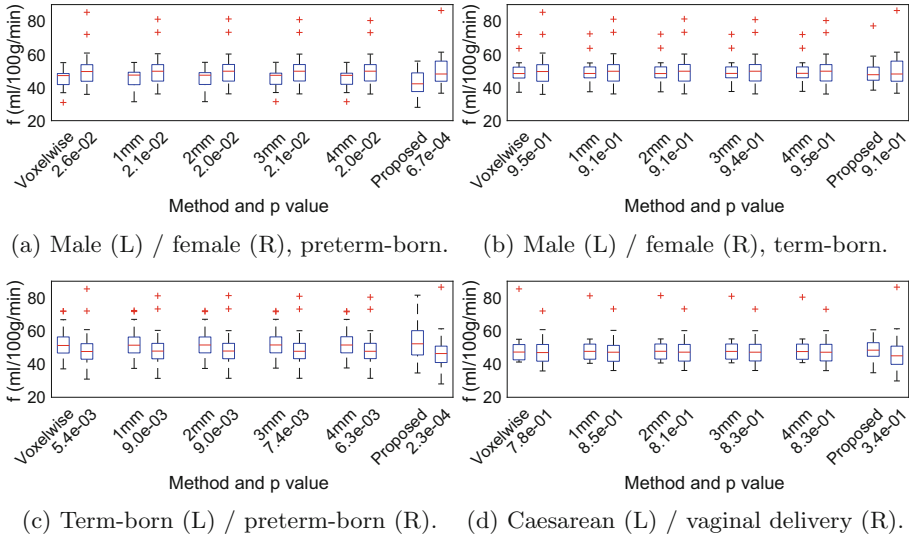 f (ml/100g/min)
80
60
40
20
Voxelwise 2.6e-02
1mm 2.1e-02
2mm 2.0e-02
3mm 2.1e-02
4mm 2.0e-02
Proposed 6.7e-04
Method and p value
(a) Male (L) / female (R), preterm-born.
f (ml/100g/min)
80
60
40
20
Voxelwise 9.5e-01
1mm 9.1e-01
2mm 9.1e-01
3mm 9.4e-01
4mm 9.5e-01
Proposed 9.1e-01
Method and p value
(b) Male (L) / female (R), term-born.
f (ml/100g/min)
80
60
40
20
Voxelwise 5.4e-03
1mm 9.0e-03
2mm 9.0e-03
3mm 7.4e-03
4mm 6.3e-03
Proposed 2.3e-04
Method and p value
(c) Term-born (L) / preterm-born (R).
f (ml/100g/min)
80
60
40
20
Voxelwise 7.8e-01
1mm 8.5e-01
2mm 8.1e-01
3mm 8.3e-01
4mm 8.3e-01
Proposed 3.4e-01
Method and p value
(d) Caesarean (L) / vaginal delivery (R).